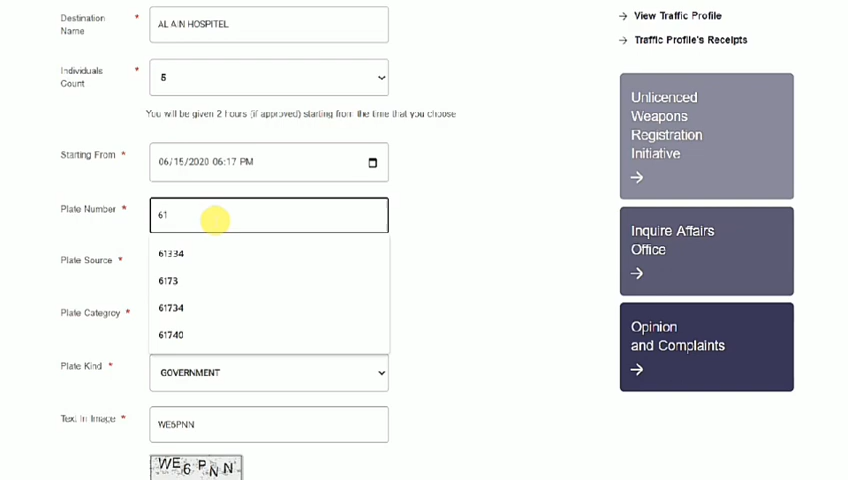 Destination
Name *
AL AIN HOSPITEL
Individuals
Count *
5
You will be given 2 hours (if approved) starting from the time that you choose
Starting From *
06/15/2020 06:17 PM
Plate Number *
61
61334
6173
61734
61740
Plate Source *
Plate Categroy *
Plate Kind *
GOVERNMENT
Text In Image *
WE6PNN
WE6PNN
View Traffic Profile
Traffic Profile's Receipts
Unlicenced
Weapons
Registration
Initiative
Inquire Affairs
Office
Opinion
and Complaints